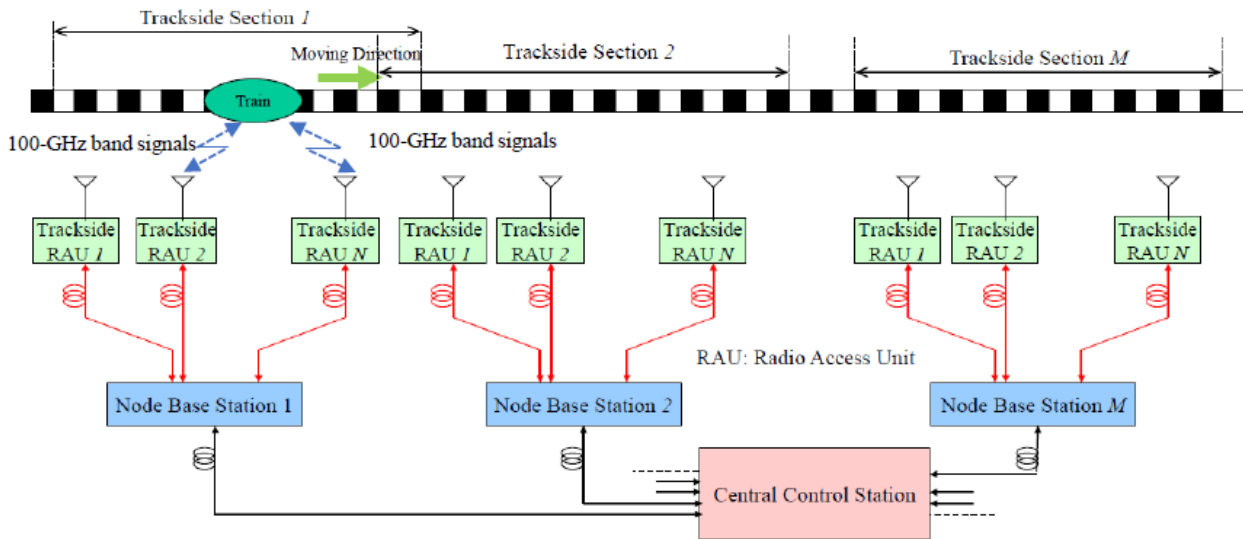 Trackside Section 1
Moving Direction
Trackside Section 2
Trackside Section M
Train
100-GHz band signals
100-GHz band signals
Trackside
RAU 1
Trackside
RAU 2
Trackside
RAU N
Trackside
RAU 1
Trackside
RAU 2
Trackside
RAU N
Trackside
RAU 1
Trackside
RAU 2
Trackside
RAU N
RAU: Radio Access Unit
Node Base Station 1
Node Base Station 2
Node Base Station M
Central Control Station